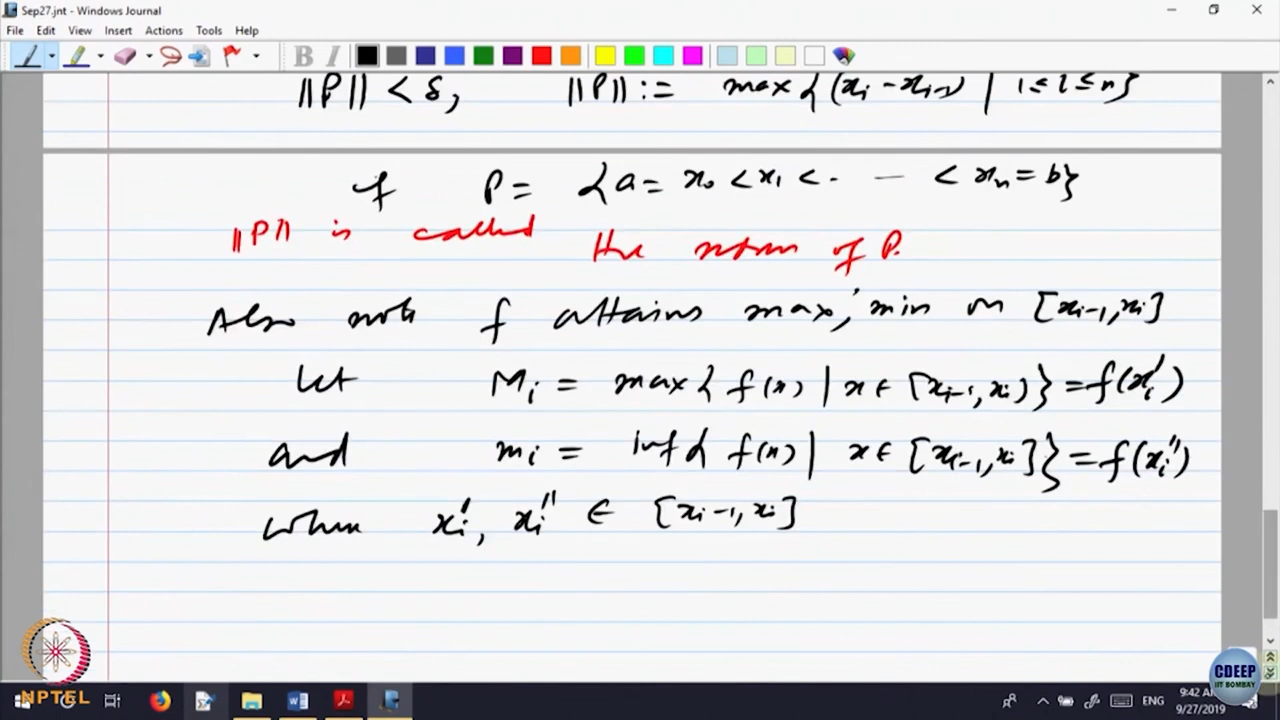 Sep27.jnt - Windows Journal
File Edit View Insert Actions Tools Help
B I
||P|| < δ, ||P|| := max{(xi - xi-1) | 1 ≤ i ≤ n}
if P = {a = x0 < x1 < . — < xn = b}
||P|| is called the norm of P.
Also note f attains max, min on [xi-1, xi]
Let Mi = max{ f(x) | x ∈ [xi-1, xi)} = f(xi')
and mi = inf{ f(x) | x ∈ [xi-1, xi]} = f(xi'')
when xi', xi'' ∈ [xi-1, xi]
NPTEL
CDEEP
IIT BOMBAY
ENG
9:42 A
9/27/2019